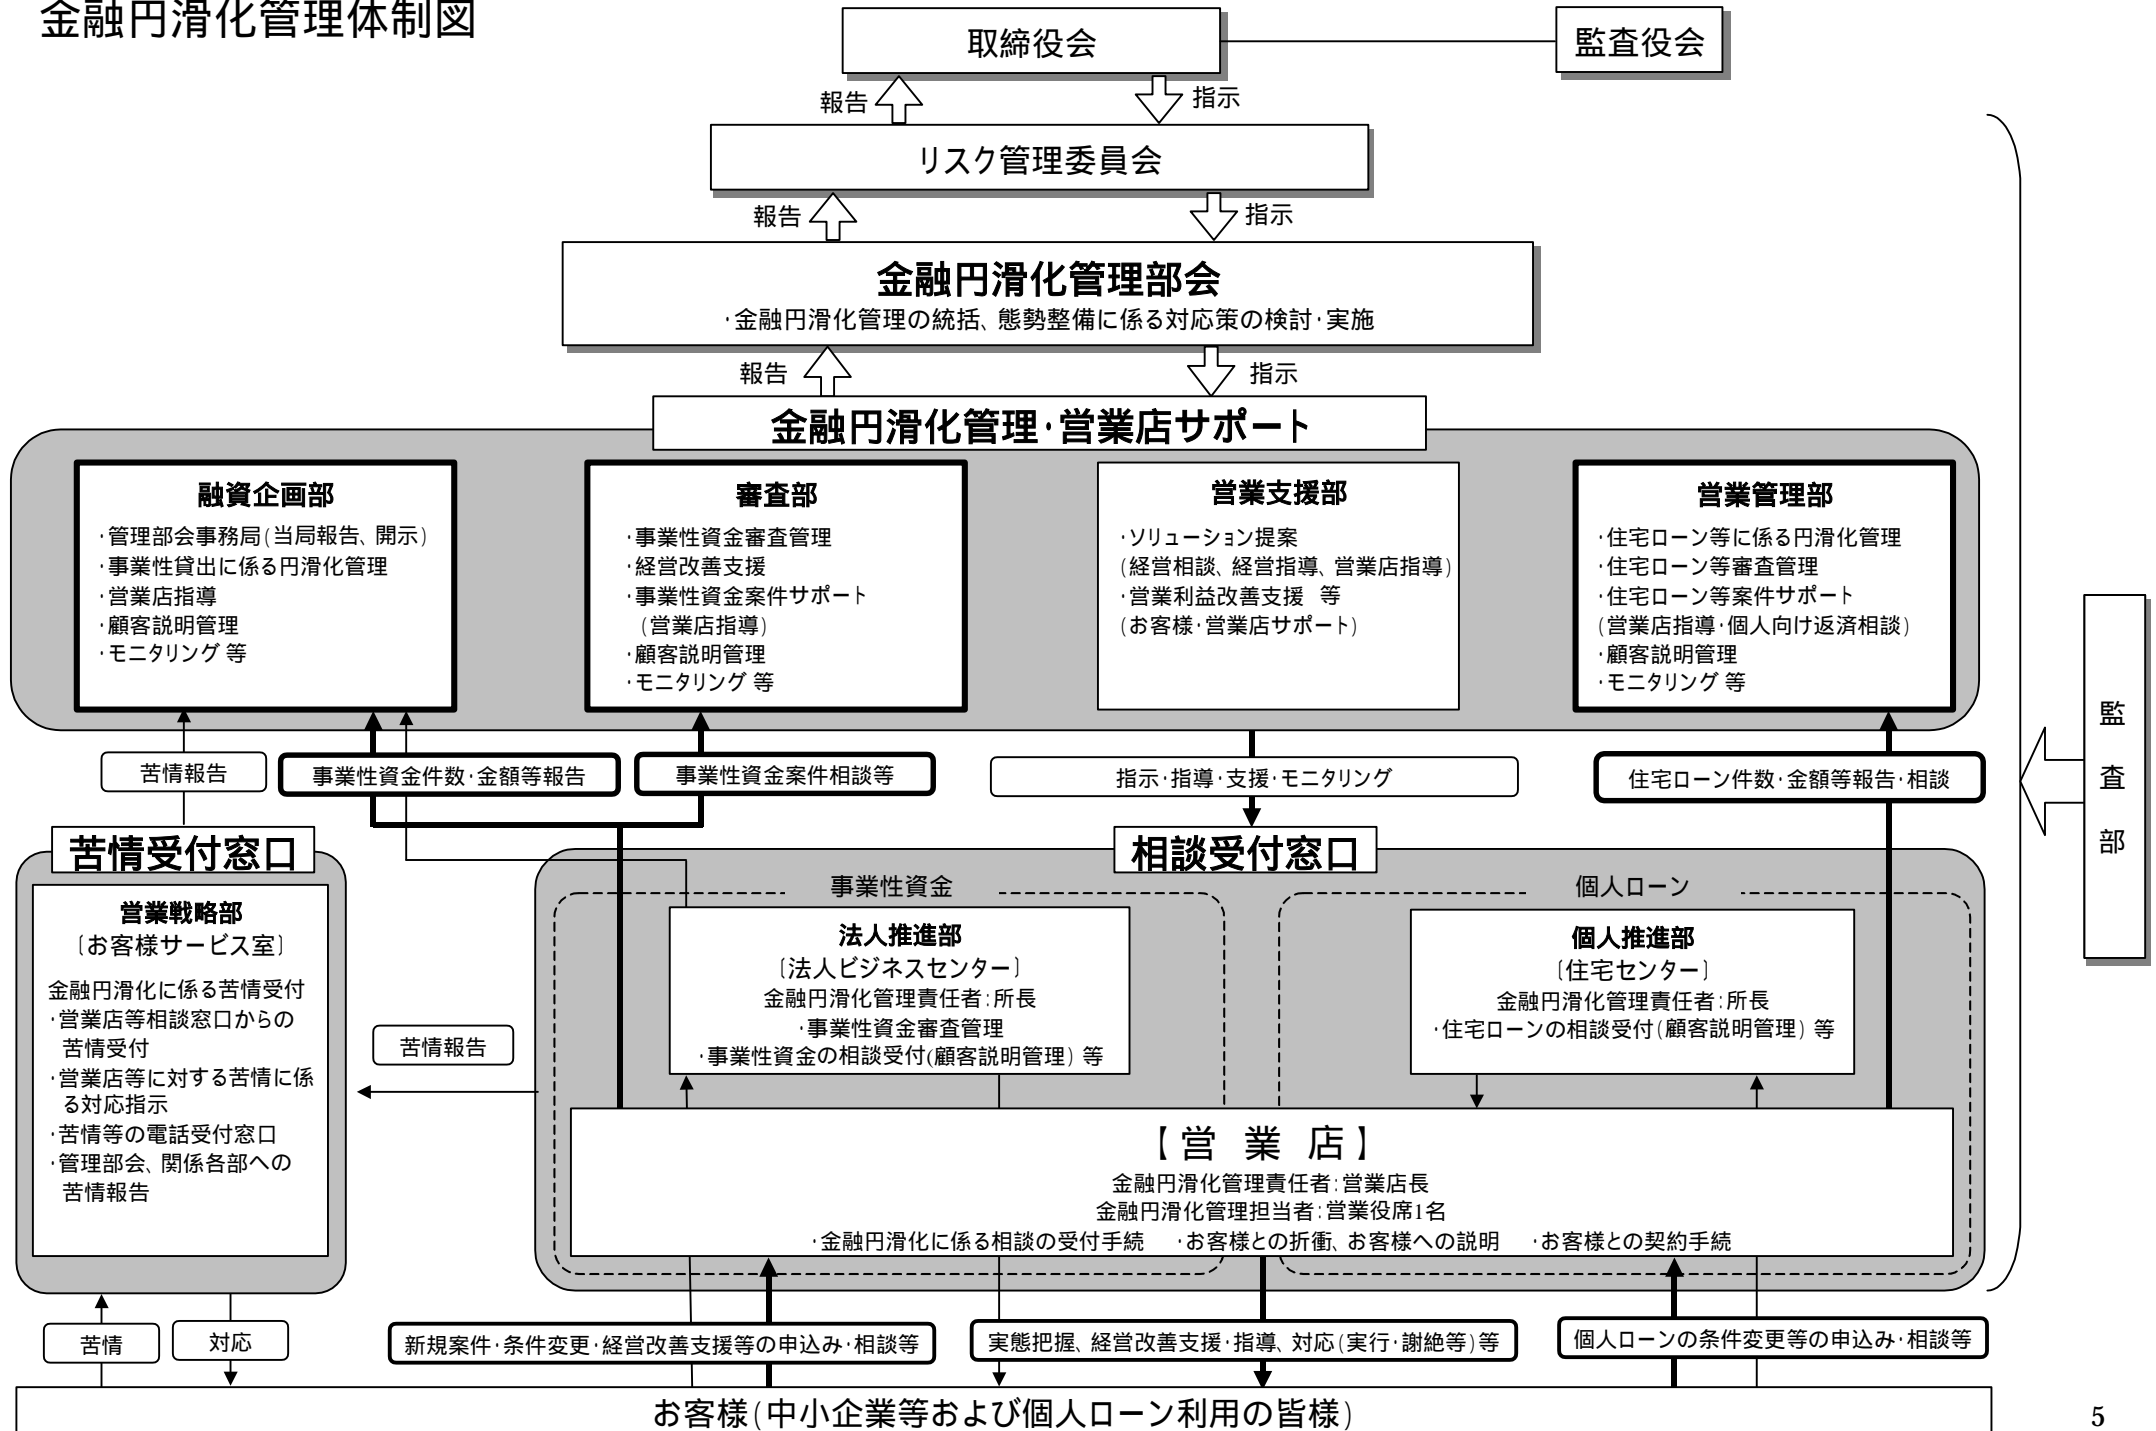 金融円滑化管理体制図
取締役会
監査役会
報告
指示
リスク管理委員会
報告
指示
金融円滑化管理部会
・金融円滑化管理の統括、態勢整備に係る対応策の検討・実施
報告
指示
金融円滑化管理・営業店サポート
融資企画部
・管理部会事務局(当局報告、開示)
・事業性貸出に係る円滑化管理
・営業店指導
・顧客説明管理
・モニタリング 等
審査部
・事業性資金審査管理
・経営改善支援
・事業性資金案件サポート
(営業店指導)
・顧客説明管理
・モニタリング 等
営業支援部
・ソリューション提案
(経営相談、経営指導、営業店指導)
・営業利益改善支援 等
(お客様・営業店サポート)
営業管理部
・住宅ローン等に係る円滑化管理
・住宅ローン等審査管理
・住宅ローン等案件サポート
(営業店指導・個人向け返済相談)
・顧客説明管理
・モニタリング 等
監
査
部
苦情報告
事業性資金件数・金額等報告
事業性資金案件相談等
指示・指導・支援・モニタリング
住宅ローン件数・金額等報告・相談
苦情受付窓口
営業戦略部
〔お客様サービス室〕
金融円滑化に係る苦情受付
・営業店等相談窓口からの
苦情受付
・営業店等に対する苦情に係
る対応指示
・苦情等の電話受付窓口
・管理部会、関係各部への
苦情報告
苦情報告
相談受付窓口
事業性資金
法人推進部
〔法人ビジネスセンター〕
金融円滑化管理責任者:所長
・事業性資金審査管理
・事業性資金の相談受付(顧客説明管理) 等
個人ローン
個人推進部
〔住宅センター〕
金融円滑化管理責任者:所長
・住宅ローンの相談受付(顧客説明管理) 等
【営 業 店】
金融円滑化管理責任者:営業店長
金融円滑化管理担当者:営業役席1名
・金融円滑化に係る相談の受付手続 ・お客様との折衝、お客様への説明 ・お客様との契約手続
苦情
対応
新規案件・条件変更・経営改善支援等の申込み・相談等
実態把握、経営改善支援・指導、対応(実行・謝絶等)等
個人ローンの条件変更等の申込み・相談等
お客様(中小企業等および個人ローン利用の皆様)
5